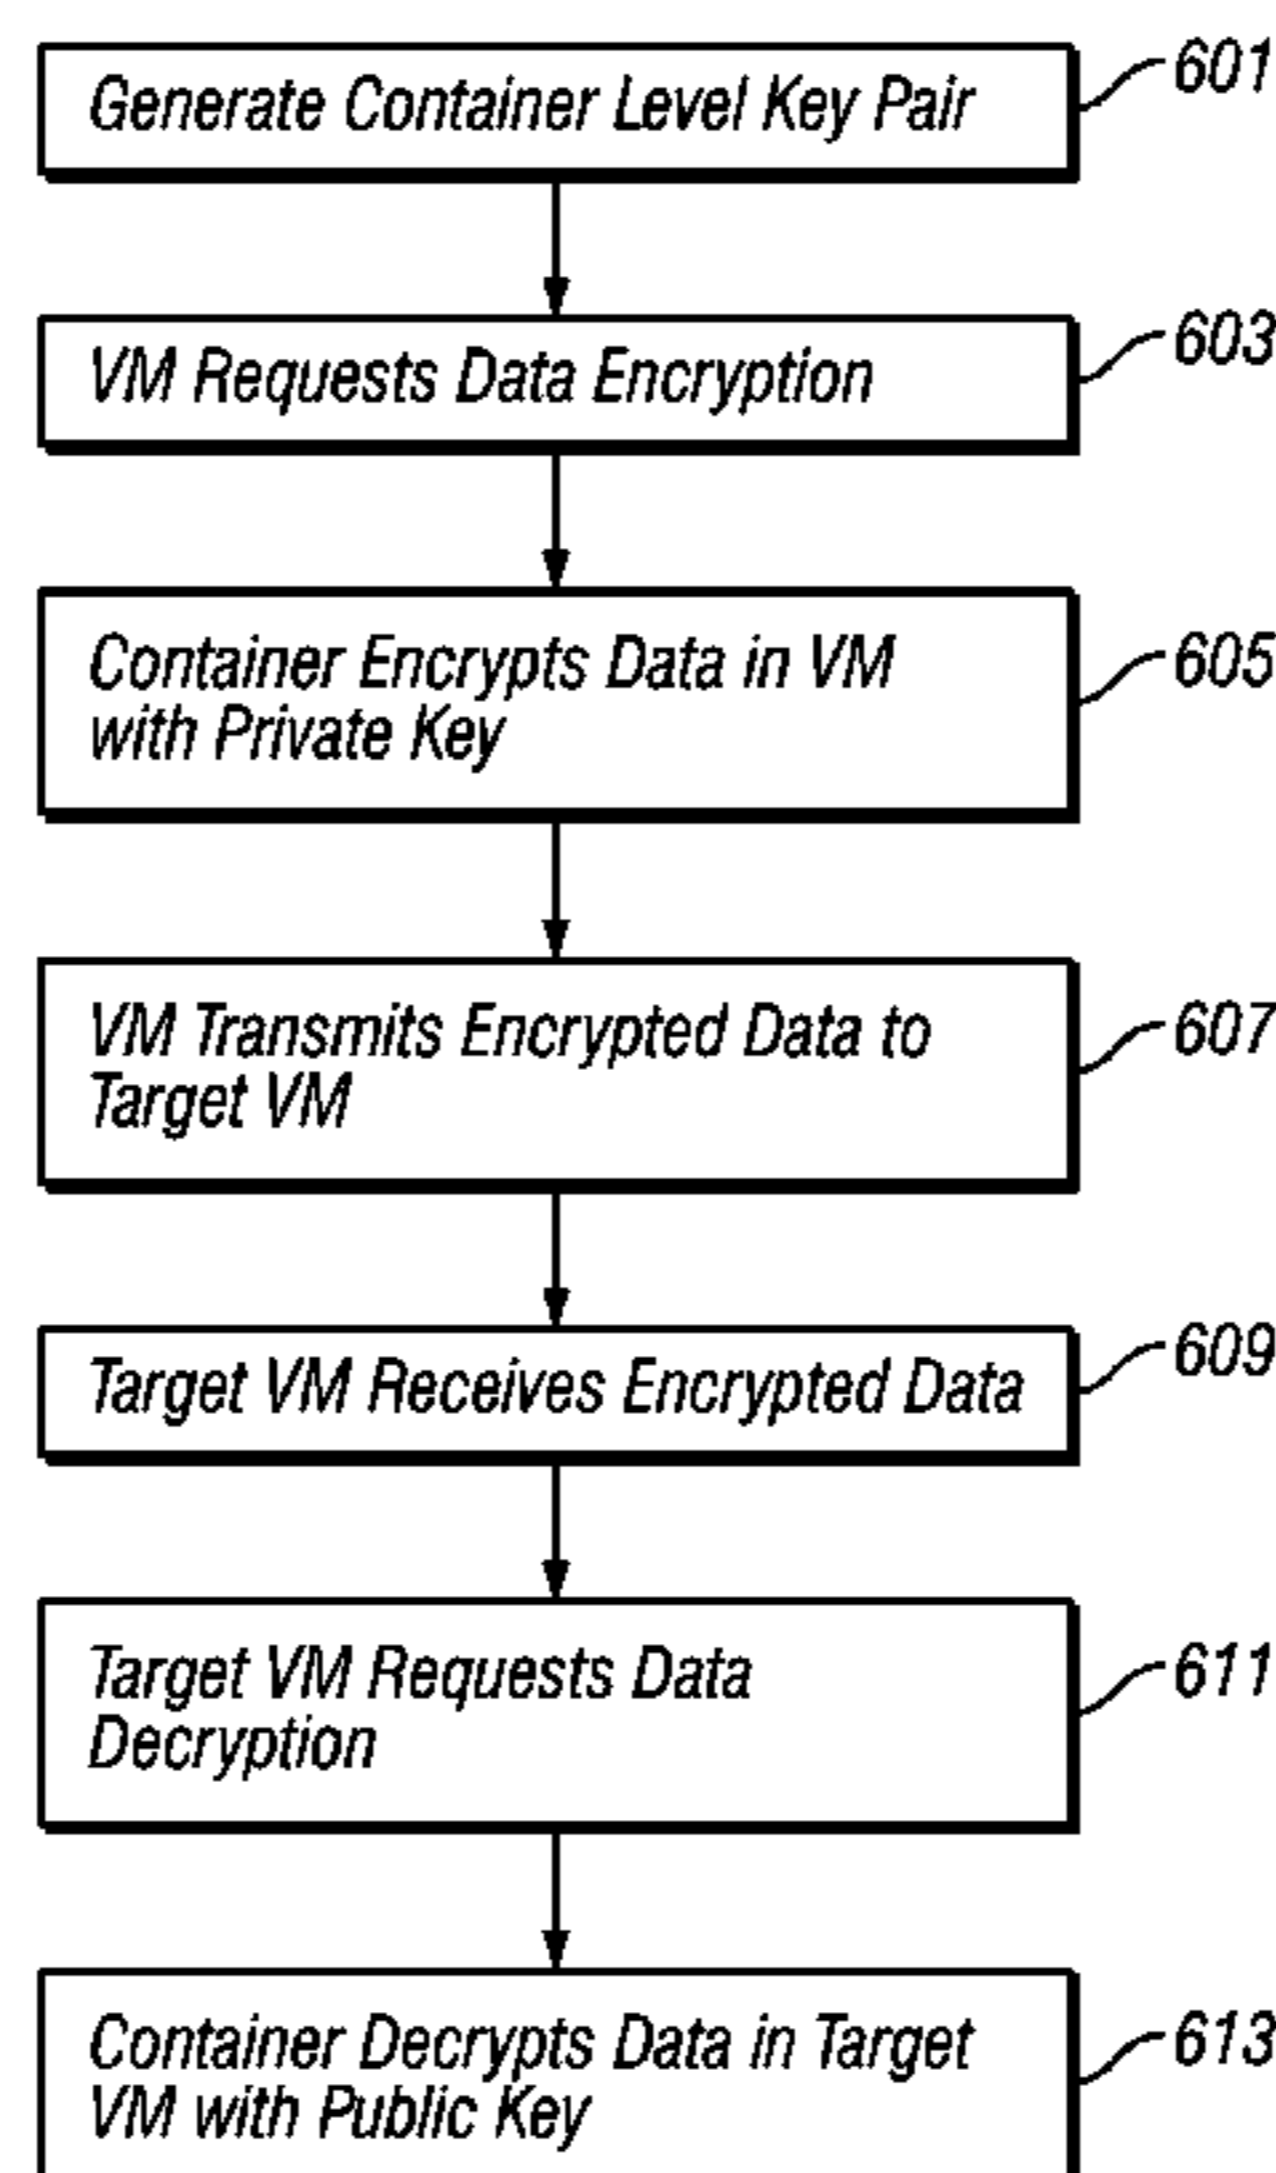 Generate Container Level Key Pair
601
VM Requests Data Encryption
603
Container Encrypts Data in VM
with Private Key
605
VM Transmits Encrypted Data to
Target VM
607
Target VM Receives Encrypted Data
609
Target VM Requests Data
Decryption
611
Container Decrypts Data in Target
VM with Public Key
613